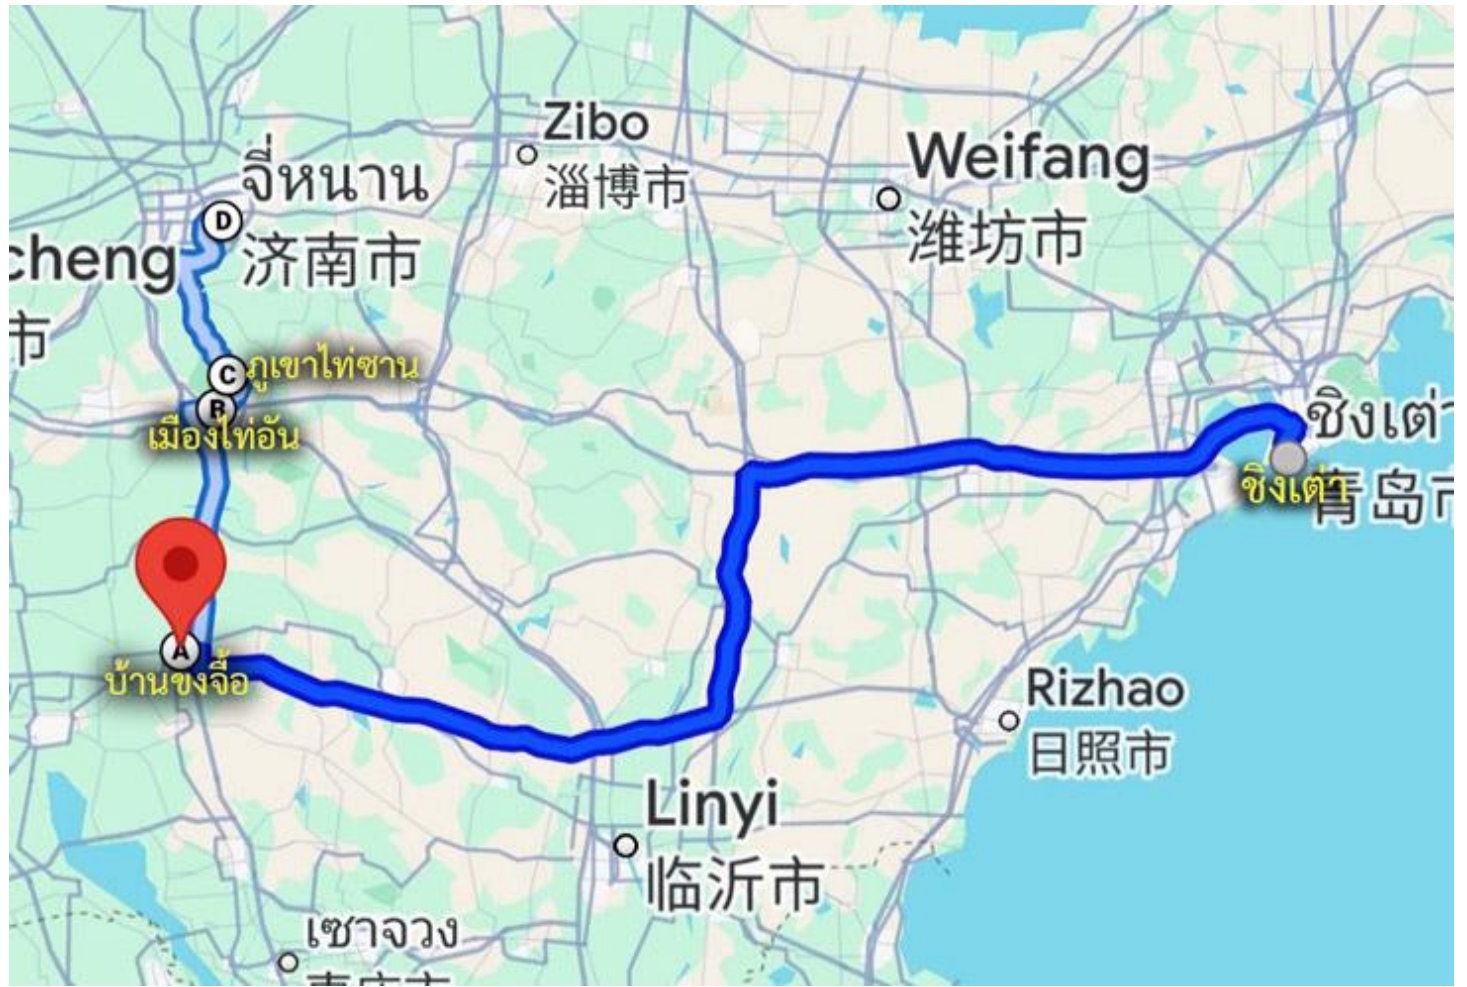 Zibo
淄博市
Weifang
潍坊市
จี่หนาน
济南市
D
cheng
市
C
ภูเขาไท่ซาน
B
เมืองไท่อัน
ชิงเต่า
ชิงเต่า
青岛市
A
บ้านขงจื้อ
Rizhao
日照市
Linyi
临沂市
เซาจวง
枣庄市